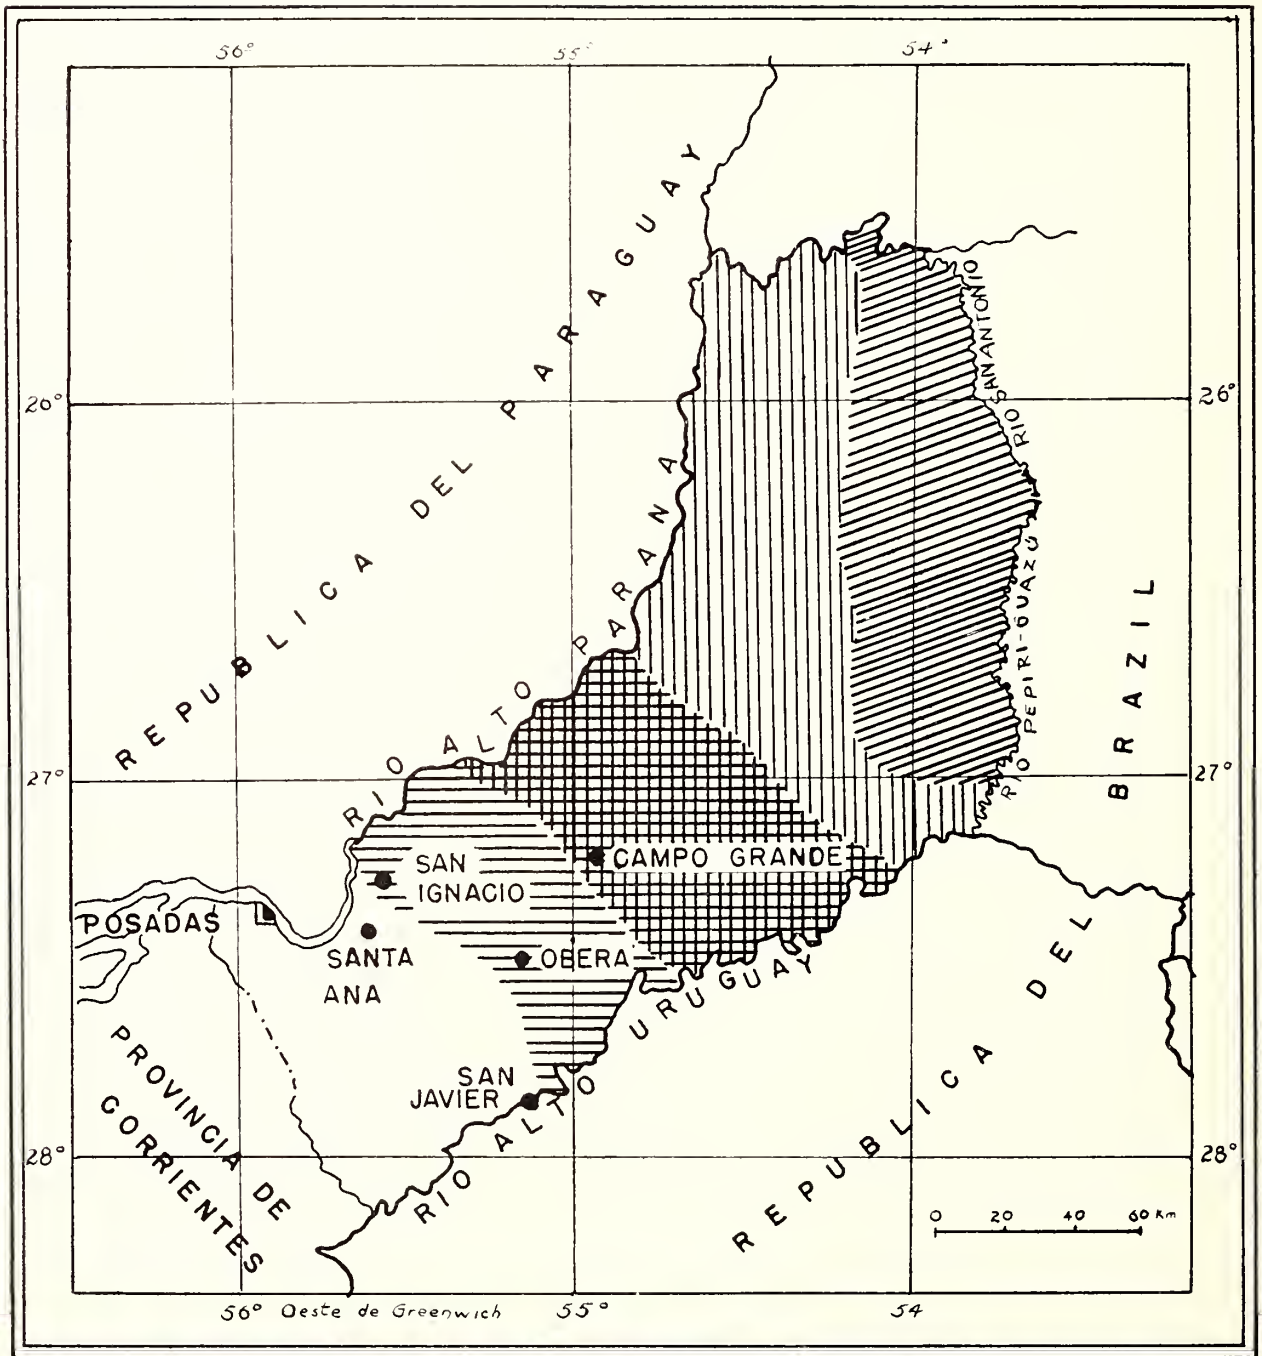 56° 55° 54°
REPUBLICA DEL PARAGUAY
RIO SAN ANTONIO
26° 26°
RIO ALTO PARANA
RIO PEPIRI-GUAZÚ
27° 27°
REPUBLICA DEL
BRAZIL
CAMPO GRANDE
SAN
IGNACIO
POSADAS
SANTA
ANA
OBERA
SAN
JAVIER
RIO ALTO URUGUAY
PROVINCIA DE
CORRIENTES
28° 28°
0 20 40 60 Km
56° Oeste de Greenwich 55° 54